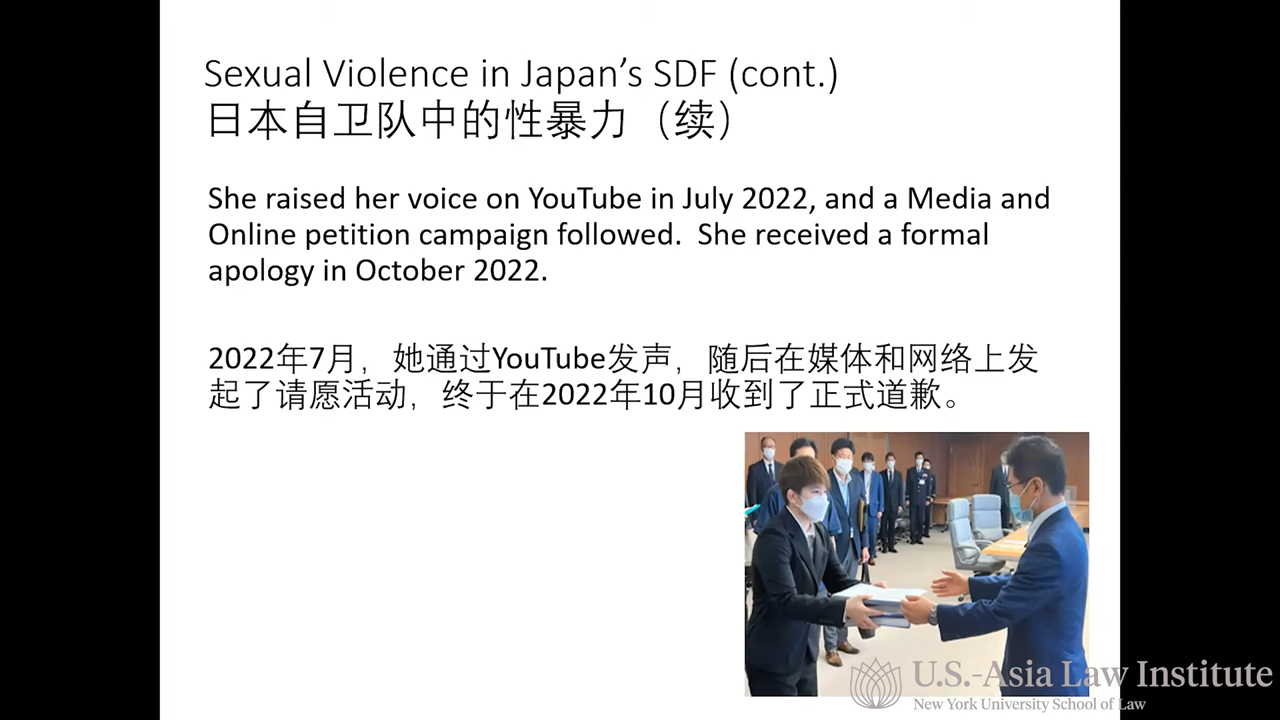 Sexual Violence in Japan's SDF (cont.)
日本自卫队中的性暴力（续）
She raised her voice on YouTube in July 2022, and a Media and
Online petition campaign followed.  She received a formal
apology in October 2022.
2022年7月，她通过YouTube发声，随后在媒体和网络上发
起了请愿活动，终于在2022年10月收到了正式道歉。
U.S.-Asia Law Institute
New York University School of Law